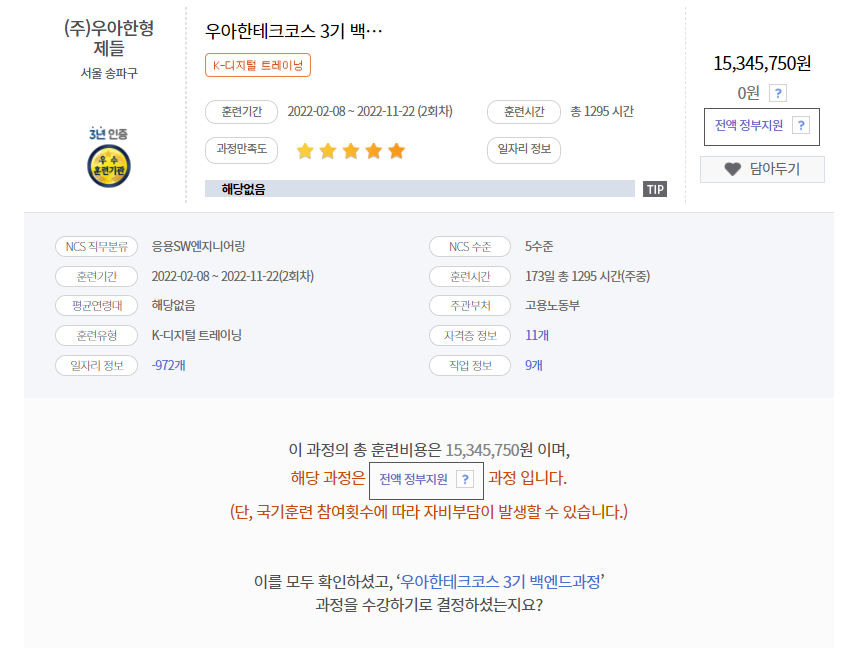 (주)우아한형
제들
서울 송파구
3년 인증
우수
훈련기관
우아한테크코스 3기 백…
K-디지털 트레이닝
훈련기간 2022-02-08 ~ 2022-11-22 (2회차) 훈련시간 총 1295 시간
과정만족도 일자리 정보
해당없음 TIP
15,345,750원
0원 ?
전액 정부지원 ?
담아두기
NCS 직무분류 응용SW엔지니어링 NCS 수준 5수준
훈련기간 2022-02-08 ~ 2022-11-22(2회차) 훈련시간 173일 총 1295 시간(주중)
평균연령대 해당없음 주관부처 고용노동부
훈련유형 K-디지털 트레이닝 자격증 정보 11개
일자리 정보 -972개 직업 정보 9개
이 과정의 총 훈련비용은 15,345,750원 이며,
해당 과정은 전액 정부지원 ? 과정 입니다.
(단, 국기훈련 참여횟수에 따라 자비부담이 발생할 수 있습니다.)
이를 모두 확인하셨고, ‘우아한테크코스 3기 백엔드과정’
과정을 수강하기로 결정하셨는지요?